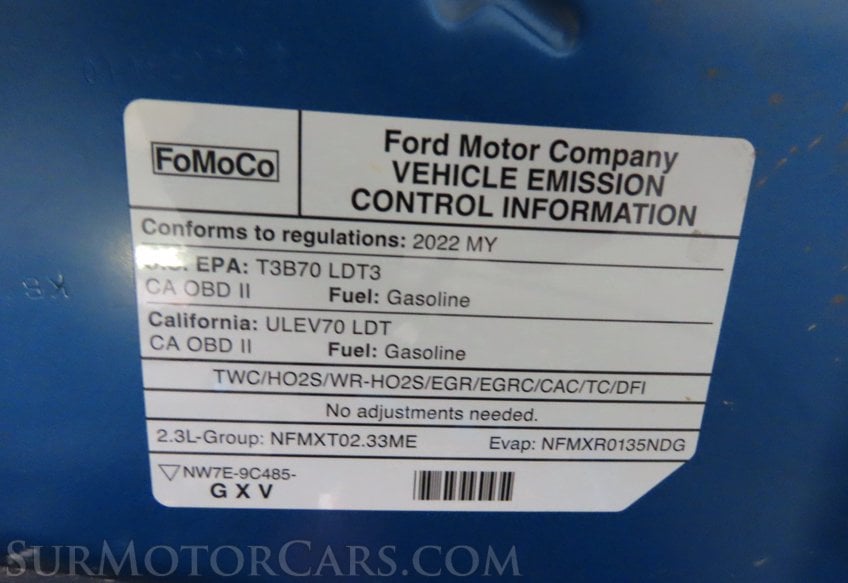 FoMoCo
Ford Motor Company
VEHICLE EMISSION
CONTROL INFORMATION
Conforms to regulations: 2022 MY
EPA: T3B70 LDT3
CA OBD II Fuel: Gasoline
California: ULEV70 LDT
CA OBD II Fuel: Gasoline
TWC/HO2S/WR-HO2S/EGR/EGRC/CAC/TC/DFI
No adjustments needed.
2.3L-Group: NFMXT02.33ME Evap: NFMXR0135NDG
NW7E-9C485-
G X V
SurMotorCars.com